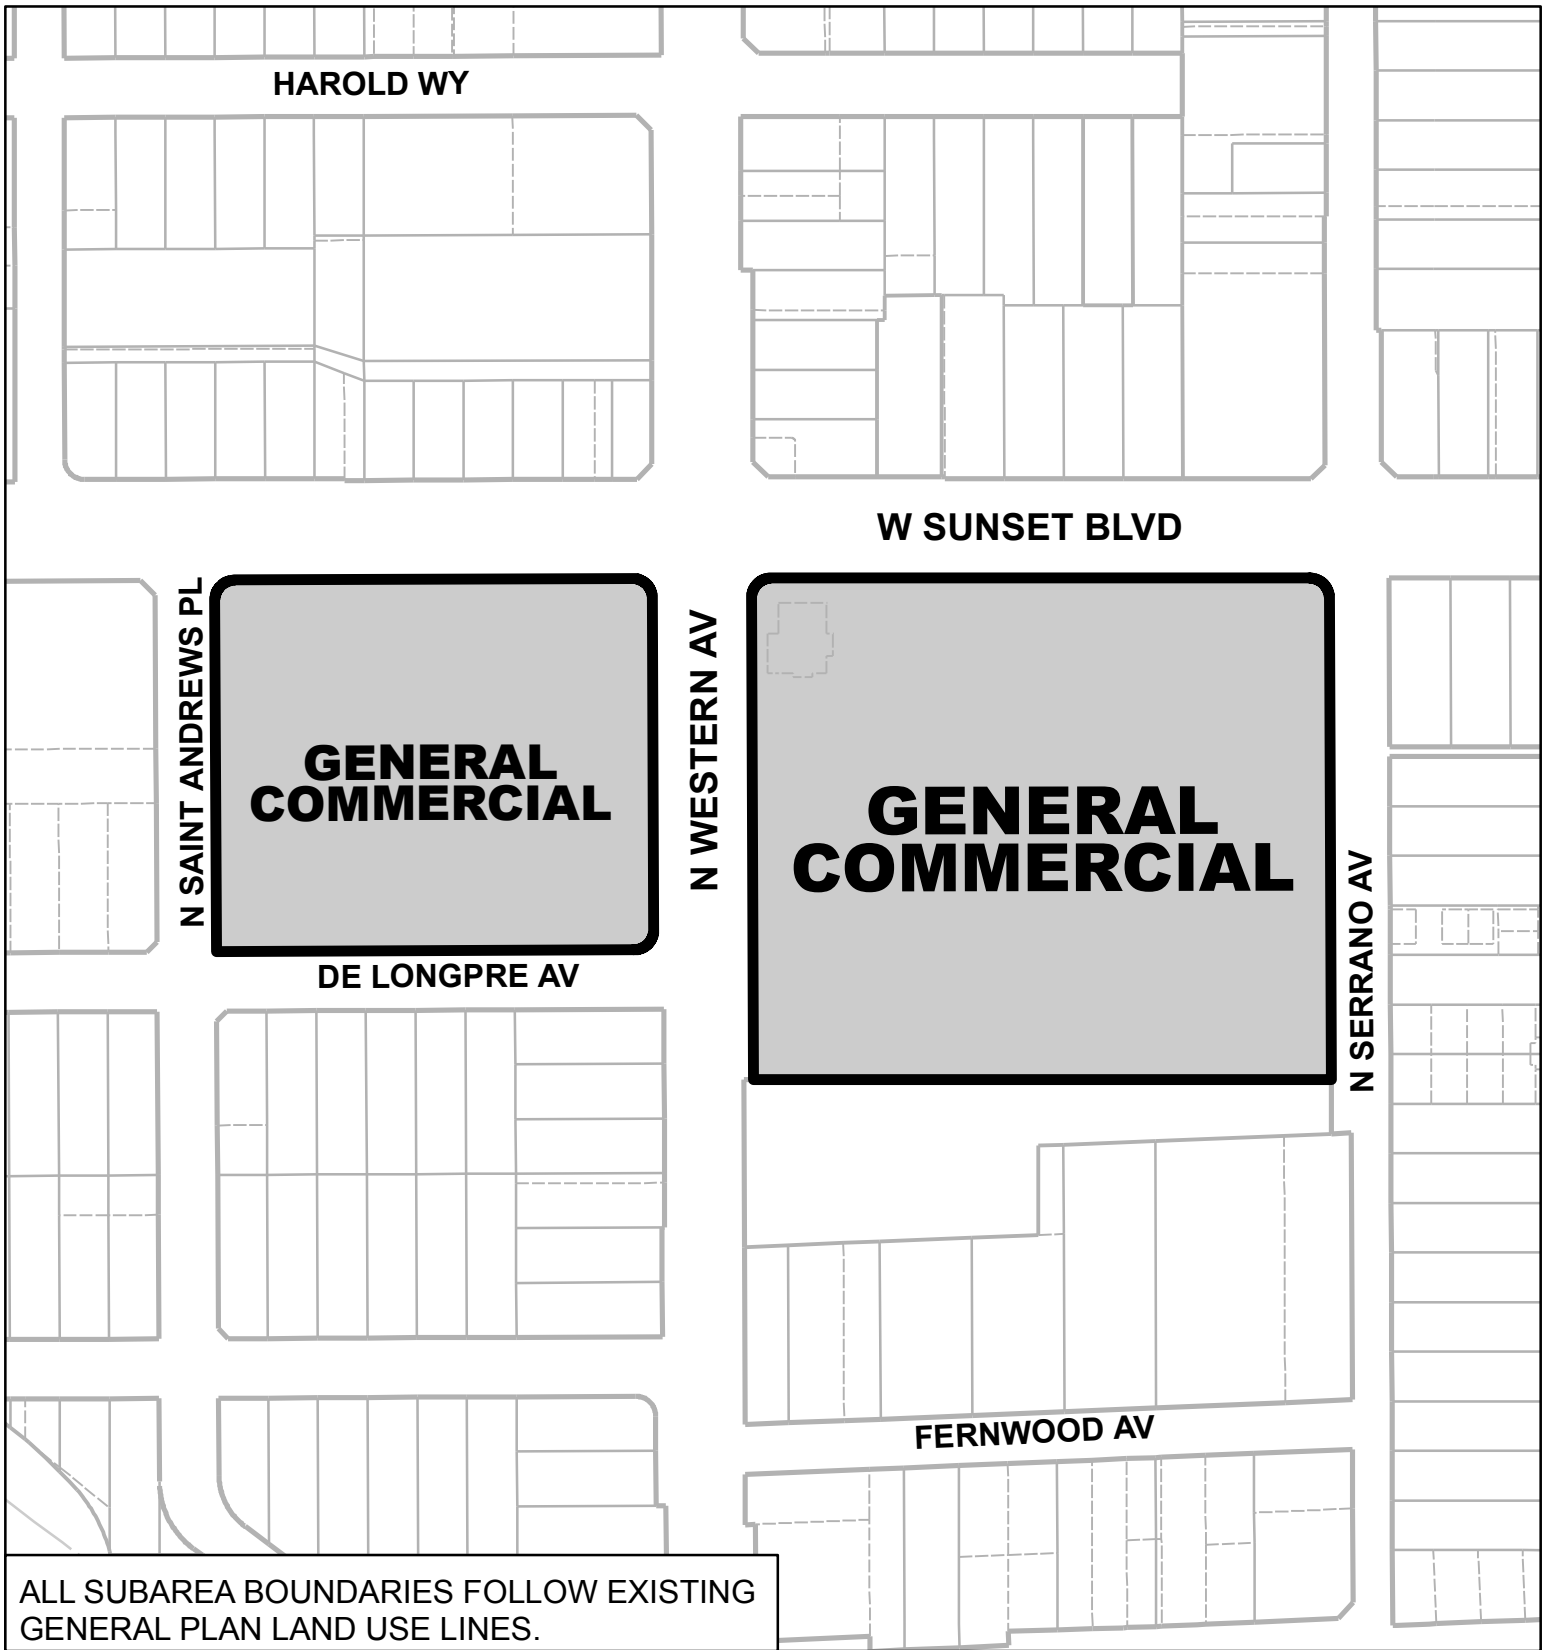 HAROLD WY
W SUNSET BLVD
N SAINT ANDREWS PL
N WESTERN AV
GENERAL
COMMERCIAL
GENERAL
COMMERCIAL
N SERRANO AV
DE LONGPRE AV
FERNWOOD AV
ALL SUBAREA BOUNDARIES FOLLOW EXISTING
GENERAL PLAN LAND USE LINES.